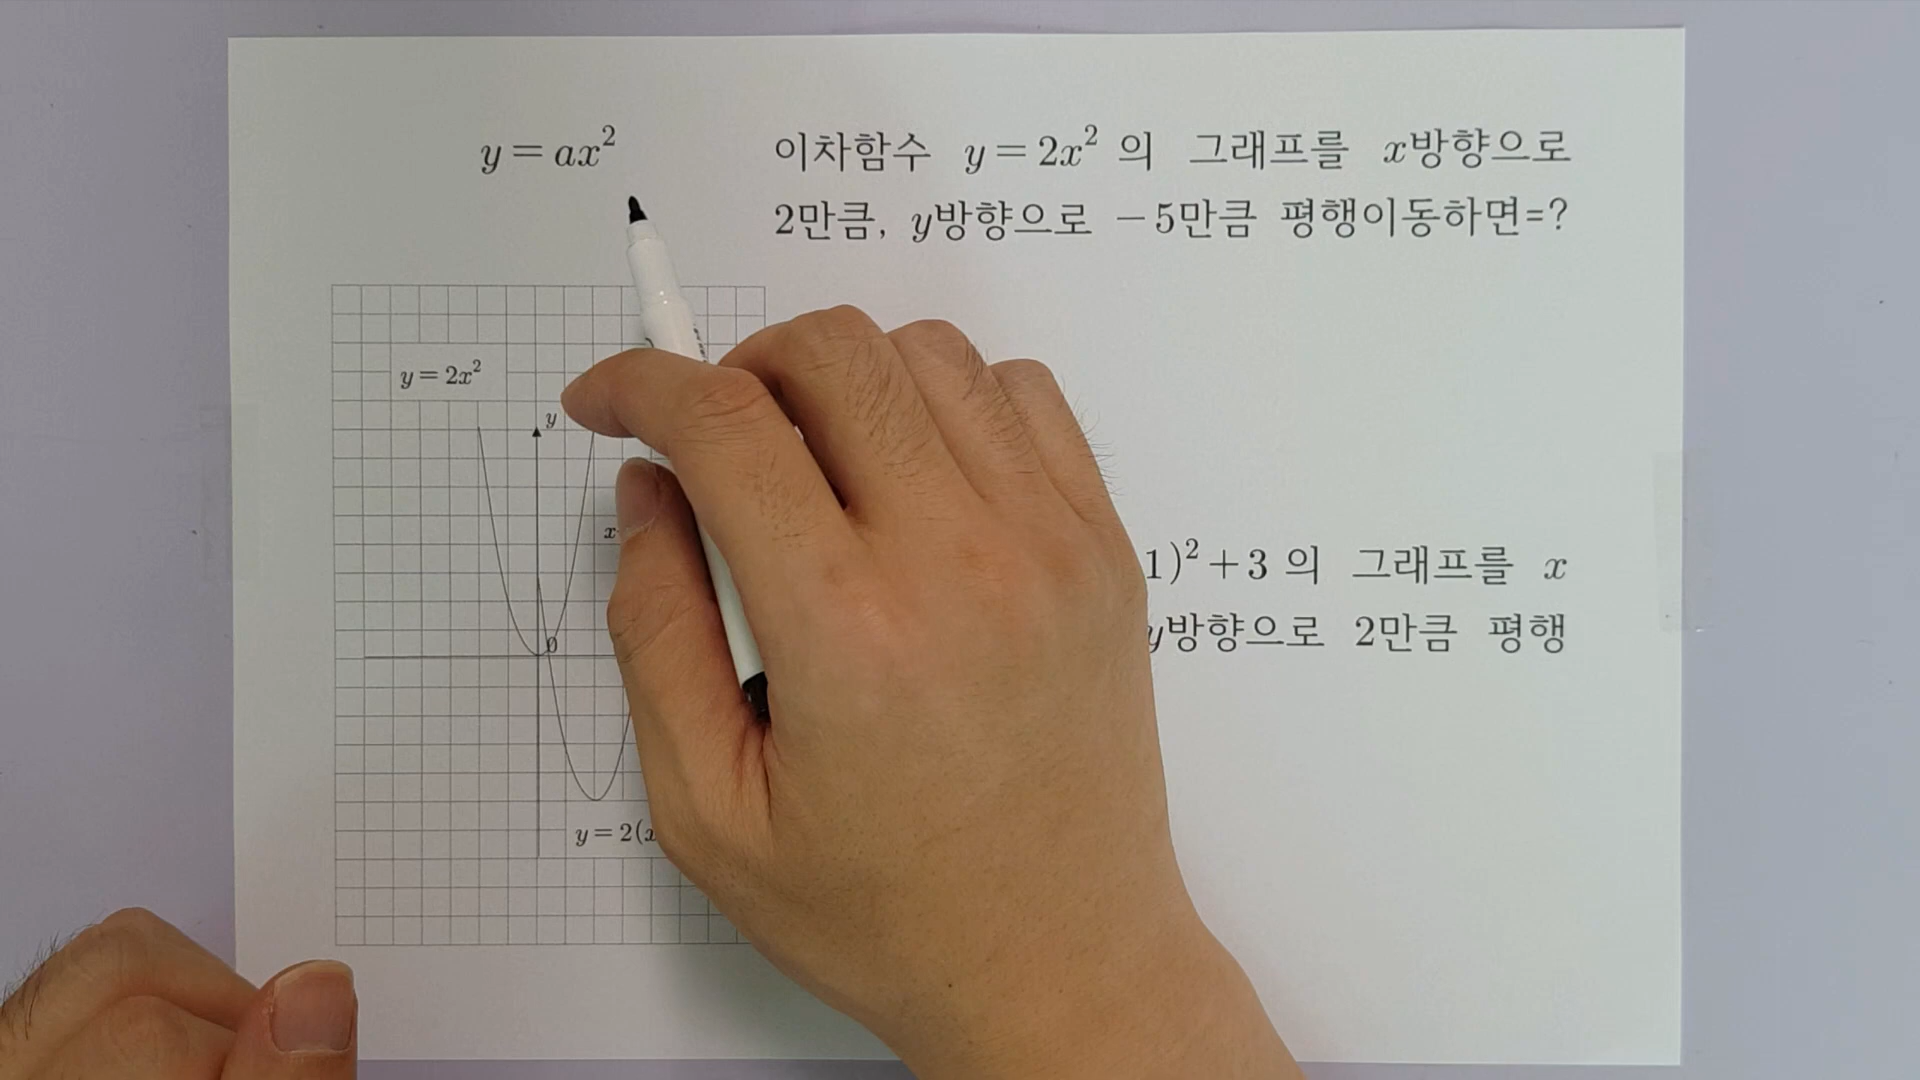 y = ax²
이차함수 y = 2x² 의 그래프를 x방향으로
2만큼, y방향으로 −5만큼 평행이동하면=?
y = 2x²
y
x
0
y = 2(x
1)² + 3 의 그래프를 x
y방향으로 2만큼 평행